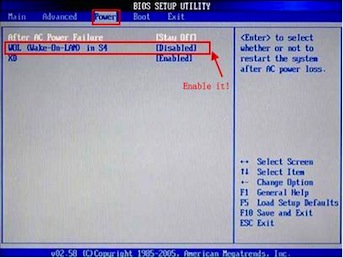 BIOS SETUP UTILITY
Main Advanced Power Boot Exit
After AC Power Failure [Stay Off]
WOL (Wake-On-LAN) in S4 [Disabled]
[Enabled]
Enable it!
<Enter> to select
whether or not to
restart the system
after AC power loss.
↔ Select Screen
↑↓ Select Item
+- Change Option
F1 General Help
F5 Load Setup Defaults
F10 Save and Exit
ESC Exit
v02.58 (C)Copyright 1985-2005, American Megatrends, Inc.